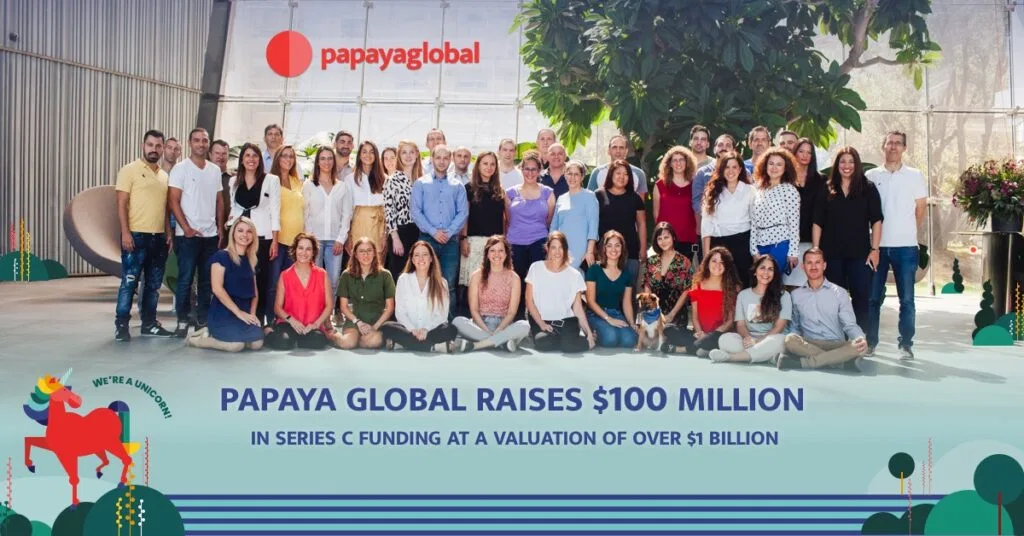 papayaglobal
WE'RE A UNICORN!
PAPAYA GLOBAL RAISES $100 MILLION
IN SERIES C FUNDING AT A VALUATION OF OVER $1 BILLION